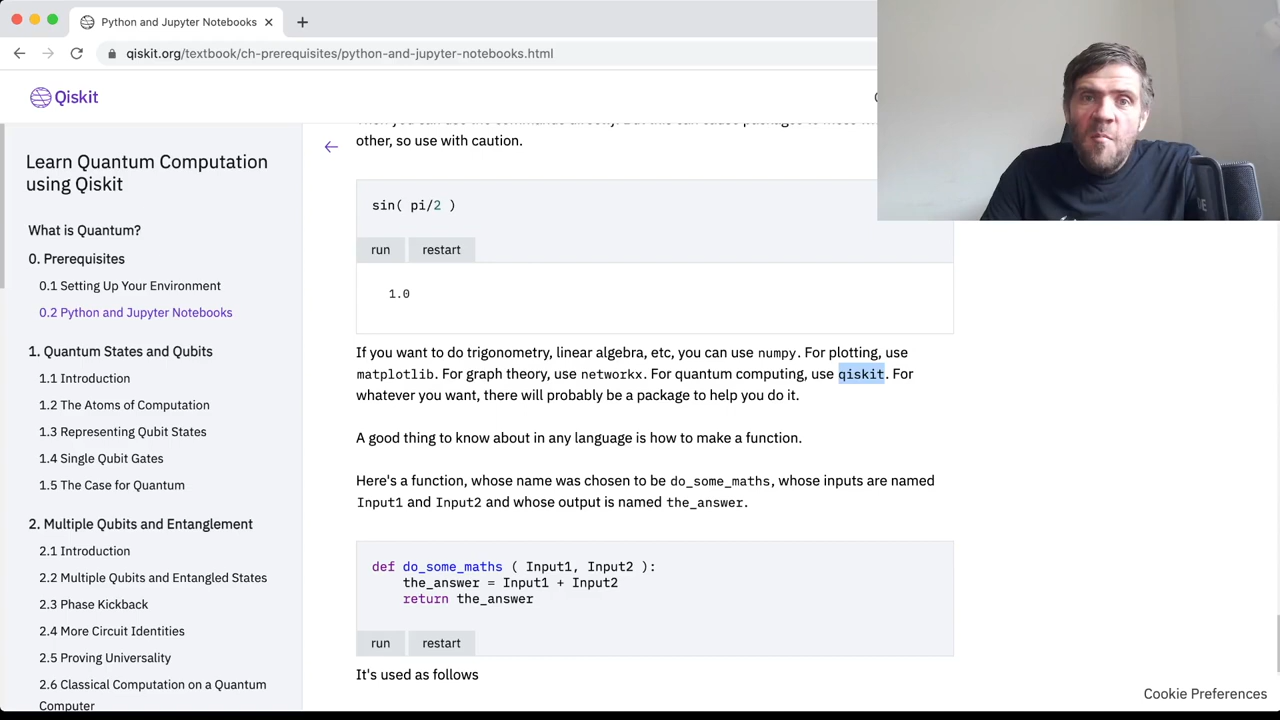 Python and Jupyter Notebooks
qiskit.org/textbook/ch-prerequisites/python-and-jupyter-notebooks.html
Qiskit
Learn Quantum Computation
using Qiskit
What is Quantum?
0. Prerequisites
0.1 Setting Up Your Environment
0.2 Python and Jupyter Notebooks
1. Quantum States and Qubits
1.1 Introduction
1.2 The Atoms of Computation
1.3 Representing Qubit States
1.4 Single Qubit Gates
1.5 The Case for Quantum
2. Multiple Qubits and Entanglement
2.1 Introduction
2.2 Multiple Qubits and Entangled States
2.3 Phase Kickback
2.4 More Circuit Identities
2.5 Proving Universality
2.6 Classical Computation on a Quantum
Computer
other, so use with caution.
sin( pi/2 )
run restart
1.0
If you want to do trigonometry, linear algebra, etc, you can use numpy. For plotting, use
matplotlib. For graph theory, use networkx. For quantum computing, use qiskit. For
whatever you want, there will probably be a package to help you do it.
A good thing to know about in any language is how to make a function.
Here's a function, whose name was chosen to be do_some_maths, whose inputs are named
Input1 and Input2 and whose output is named the_answer.
def do_some_maths ( Input1, Input2 ):
the_answer = Input1 + Input2
return the_answer
run restart
It's used as follows
Cookie Preferences